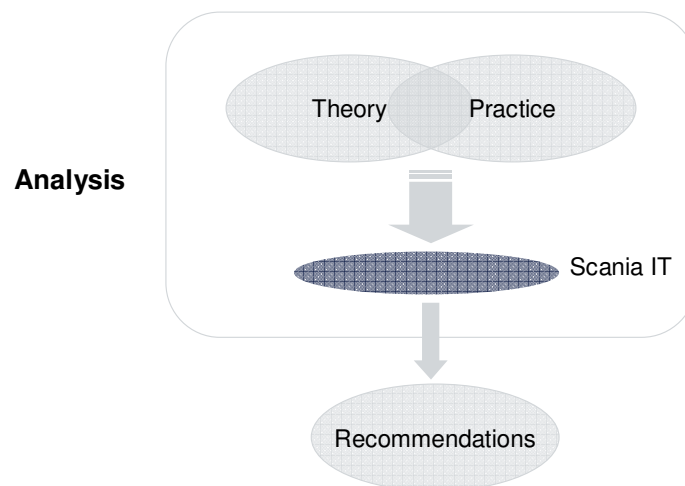 Theory
Practice
Analysis
Scania IT
Recommendations